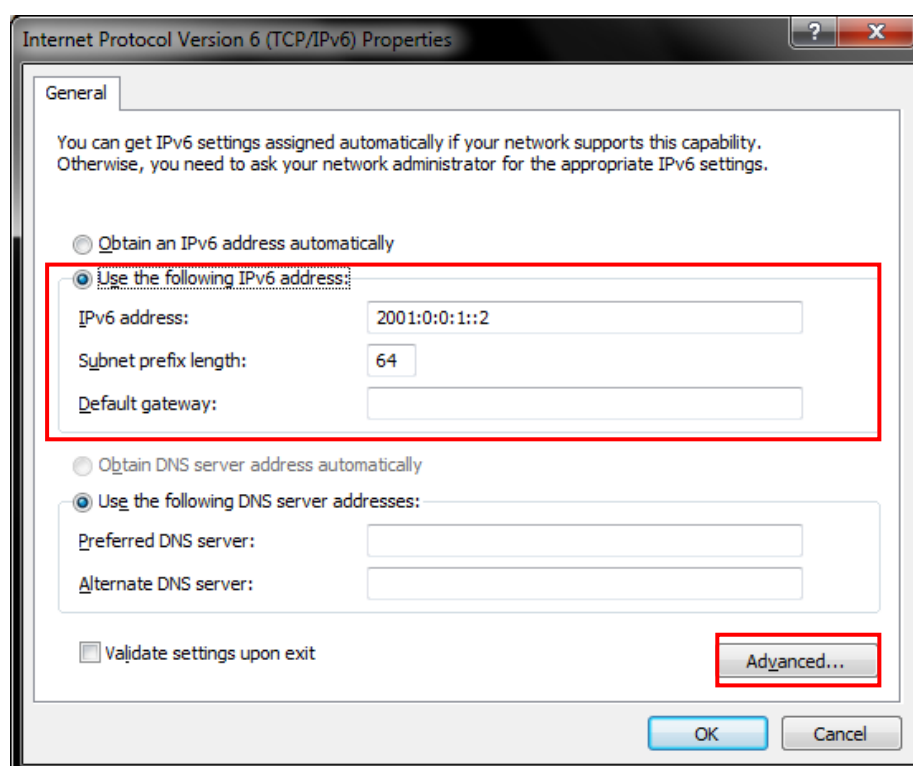 Internet Protocol Version 6 (TCP/IPv6) Properties
General
You can get IPv6 settings assigned automatically if your network supports this capability.
Otherwise, you need to ask your network administrator for the appropriate IPv6 settings.
Obtain an IPv6 address automatically
Use the following IPv6 address:
IPv6 address: 2001:0:0:1::2
Subnet prefix length: 64
Default gateway:
Obtain DNS server address automatically
Use the following DNS server addresses:
Preferred DNS server:
Alternate DNS server:
Validate settings upon exit
Advanced...
OK Cancel